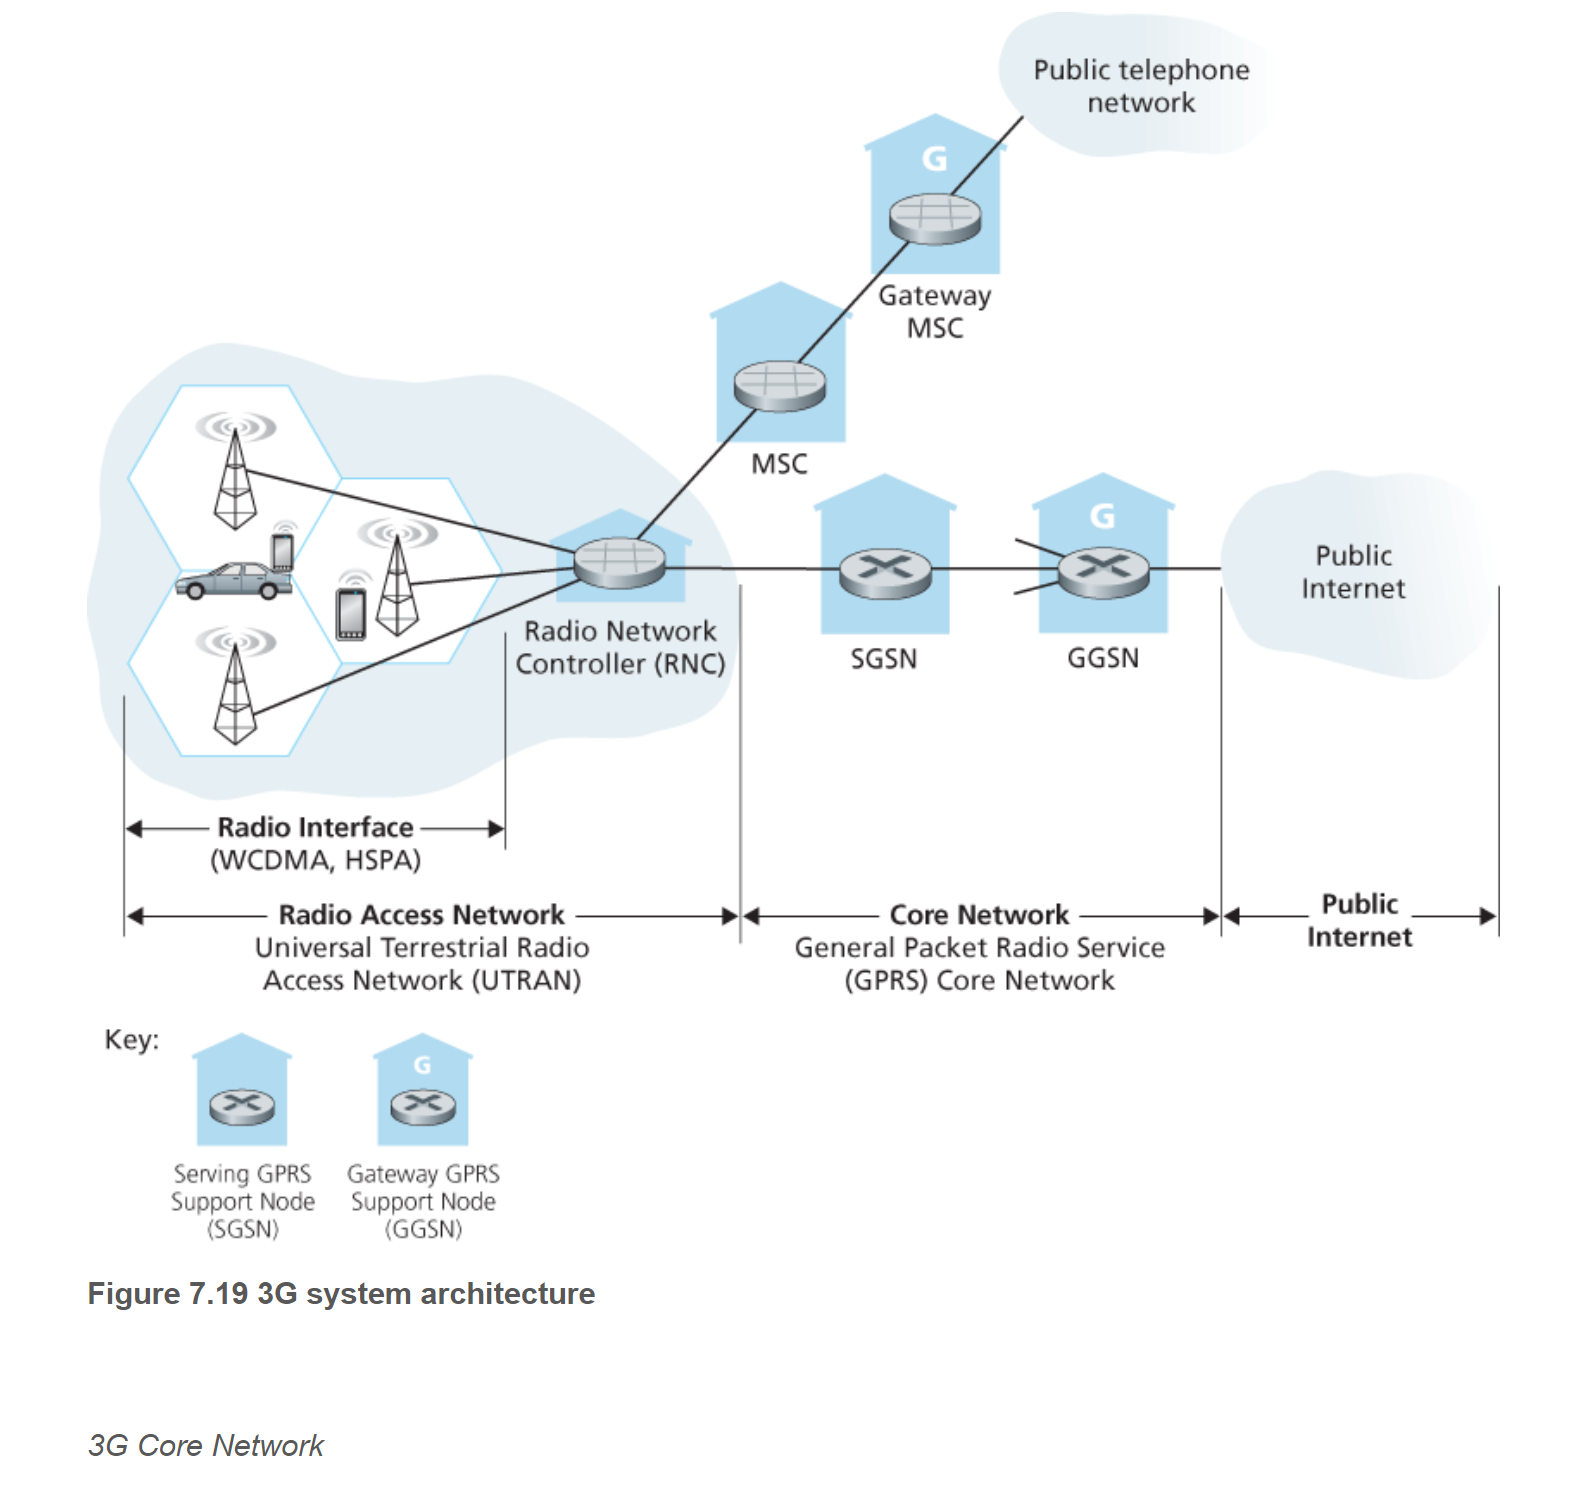 Public telephone
network
G
Gateway
MSC
MSC
G
Public
Internet
Radio Network
Controller (RNC)
SGSN
GGSN
Radio Interface
(WCDMA, HSPA)
Radio Access Network
Universal Terrestrial Radio
Access Network (UTRAN)
Core Network
General Packet Radio Service
(GPRS) Core Network
Public
Internet
Key:
G
Serving GPRS
Support Node
(SGSN)
Gateway GPRS
Support Node
(GGSN)
Figure 7.19 3G system architecture
3G Core Network